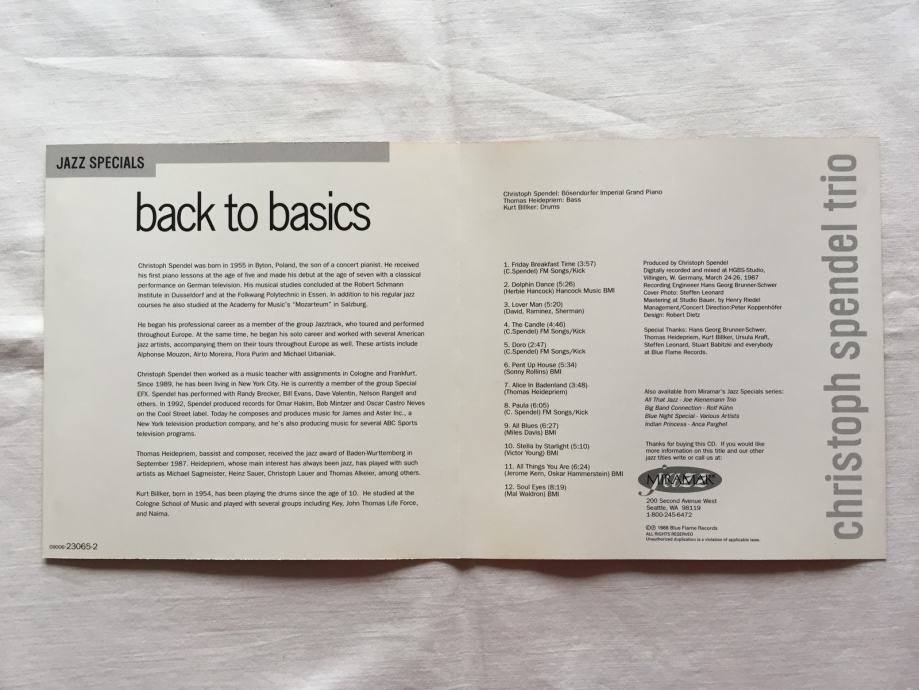 JAZZ SPECIALS
back to basics
Christoph Spendel was born in 1955 in Byton, Poland, the son of a concert pianist. He received
his first piano lessons at the age of five and made his debut at the age of seven with a classical
performance on German television. His musical studies concluded at the Robert Schmann
Institute in Dusseldorf and at the Folkwang Polytechnic in Essen. In addition to his regular jazz
courses he also studied at the Academy for Music's "Mozarteum" in Salzburg.
He began his professional career as a member of the group Jazztrack, who toured and performed
throughout Europe. At the same time, he began his solo career and worked with several American
jazz artists, accompanying them on their tours throughout Europe as well. These artists include
Alphonse Mouzon, Airto Moreira, Flora Purim and Michael Urbaniak.
Christoph Spendel then worked as a music teacher with assignments in Cologne and Frankfurt.
Since 1989, he has been living in New York City. He is currently a member of the group Special
EFX. Spendel has performed with Randy Brecker, Bill Evans, Dave Valentin, Nelson Rangell and
others. In 1992, Spendel produced records for Omar Hakim, Bob Mintzer and Oscar Castro Neves
on the Cool Street label. Today he composes and produces music for James and Aster Inc., a
New York television production company, and he's also producing music for several ABC Sports
television programs.
Thomas Heidepriem, bassist and composer, received the jazz award of Baden-Wurttemberg in
September 1987. Heidepriem, whose main interest has always been jazz, has played with such
artists as Michael Sagmeister, Heinz Sauer, Christoph Lauer and Thomas Alkeier, among others.
Kurt Billker, born in 1954, has been playing the drums since the age of 10. He studied at the
Cologne School of Music and played with several groups including Key, John Thomas Life Force,
and Naima.
09006-23065-2
Christoph Spendel: Bösendorfer Imperial Grand Piano
Thomas Heidepriem: Bass
Kurt Billker: Drums
1. Friday Breakfast Time (3:57)
(C.Spendel) FM Songs/Kick
2. Dolphin Dance (5:26)
(Herbie Hancock) Hancock Music BMI
3. Lover Man (5:20)
(David, Raminez, Sherman)
4. The Candle (4:46)
(C.Spendel) FM Songs/Kick
5. Doro (2:47)
(C.Spendel) FM Songs/Kick
6. Pent Up House (5:34)
(Sonny Rollins) BMI
7. Alice In Badenland (3:48)
(Thomas Heidepriem)
8. Paula (6:05)
(C. Spendel) FM Songs/Kick
9. All Blues (6:27)
(Miles Davis) BMI
10. Stella by Starlight (5:10)
(Victor Young) BMI
11. All Things You Are (6:24)
(Jerome Kern, Oskar Hammerstein) BMI
12. Soul Eyes (8:19)
(Mal Waldron) BMI
Produced by Christoph Spendel
Digitally recorded and mixed at HGBS-Studio,
Villingen, W. Germany, March 24-26, 1987
Recording Engineeer Hans Georg Brunner-Schwer
Cover Photo: Steffen Leonard
Mastering at Studio Bauer, by Henry Riedel
Management/Concert Direction:Peter Koppenhöfer
Design: Robert Dietz
Special Thanks: Hans Georg Brunner-Schwer,
Thomas Heidepriem, Kurt Billker, Ursula Kraft,
Steffen Leonard, Stuart Babitzki and everybody
at Blue Flame Records.
Also available from Miramar's Jazz Specials series:
All That Jazz - Joe Kienemann Trio
Big Band Connection - Rolf Kühn
Blue Night Special - Various Artists
Indian Princess - Anca Parghel
Thanks for buying this CD. If you would like
more information on this title and our other
jazz titles write or call us at:
jazz
MIRAMAR
200 Second Avenue West
Seattle, WA 98119
1-800-245-6472
©℗ 1988 Blue Flame Records
ALL RIGHTS RESERVED
Unauthorized duplication is a violation of applicable laws.
christoph spendel trio